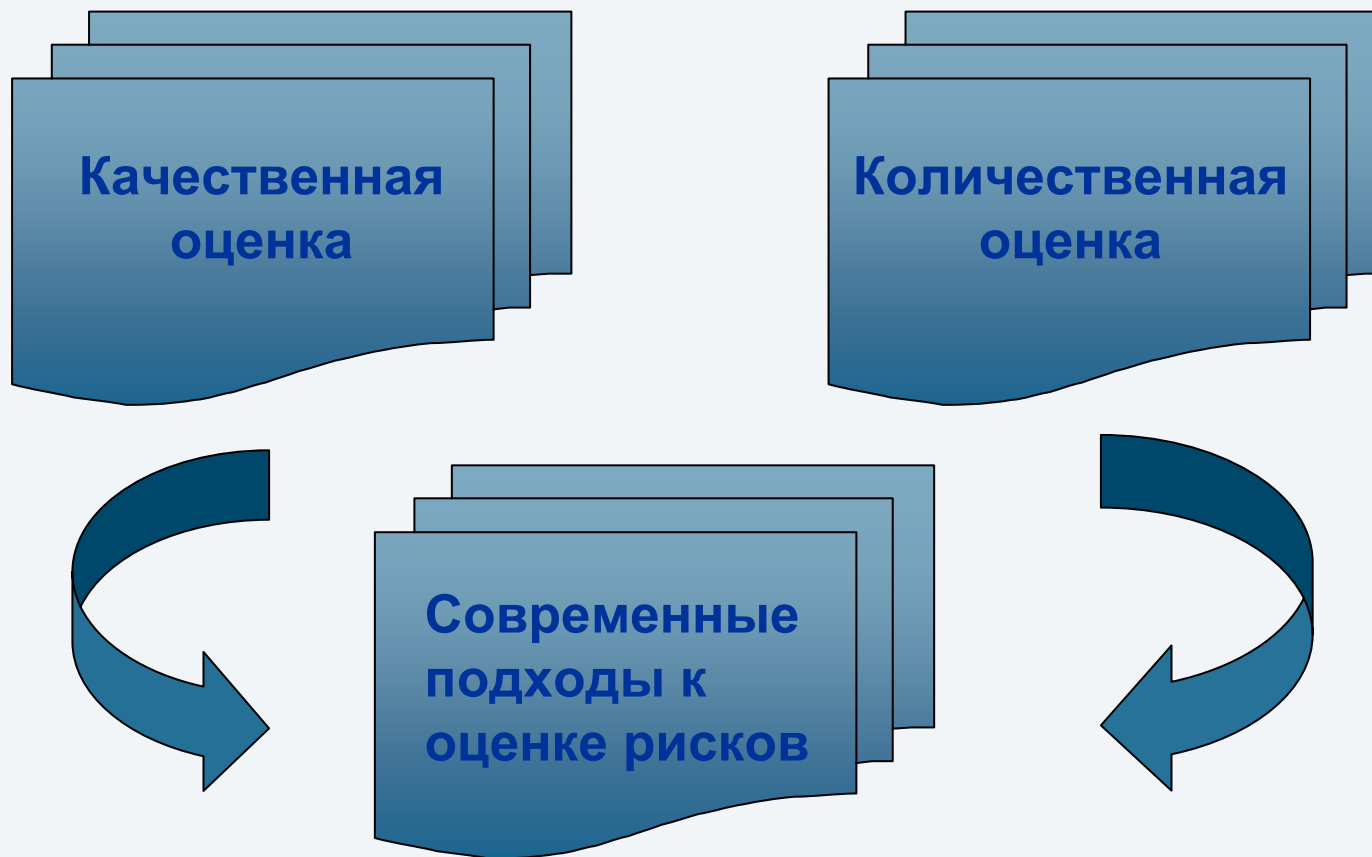 Качественная
оценка
Количественная
оценка
Современные
подходы к
оценке рисков